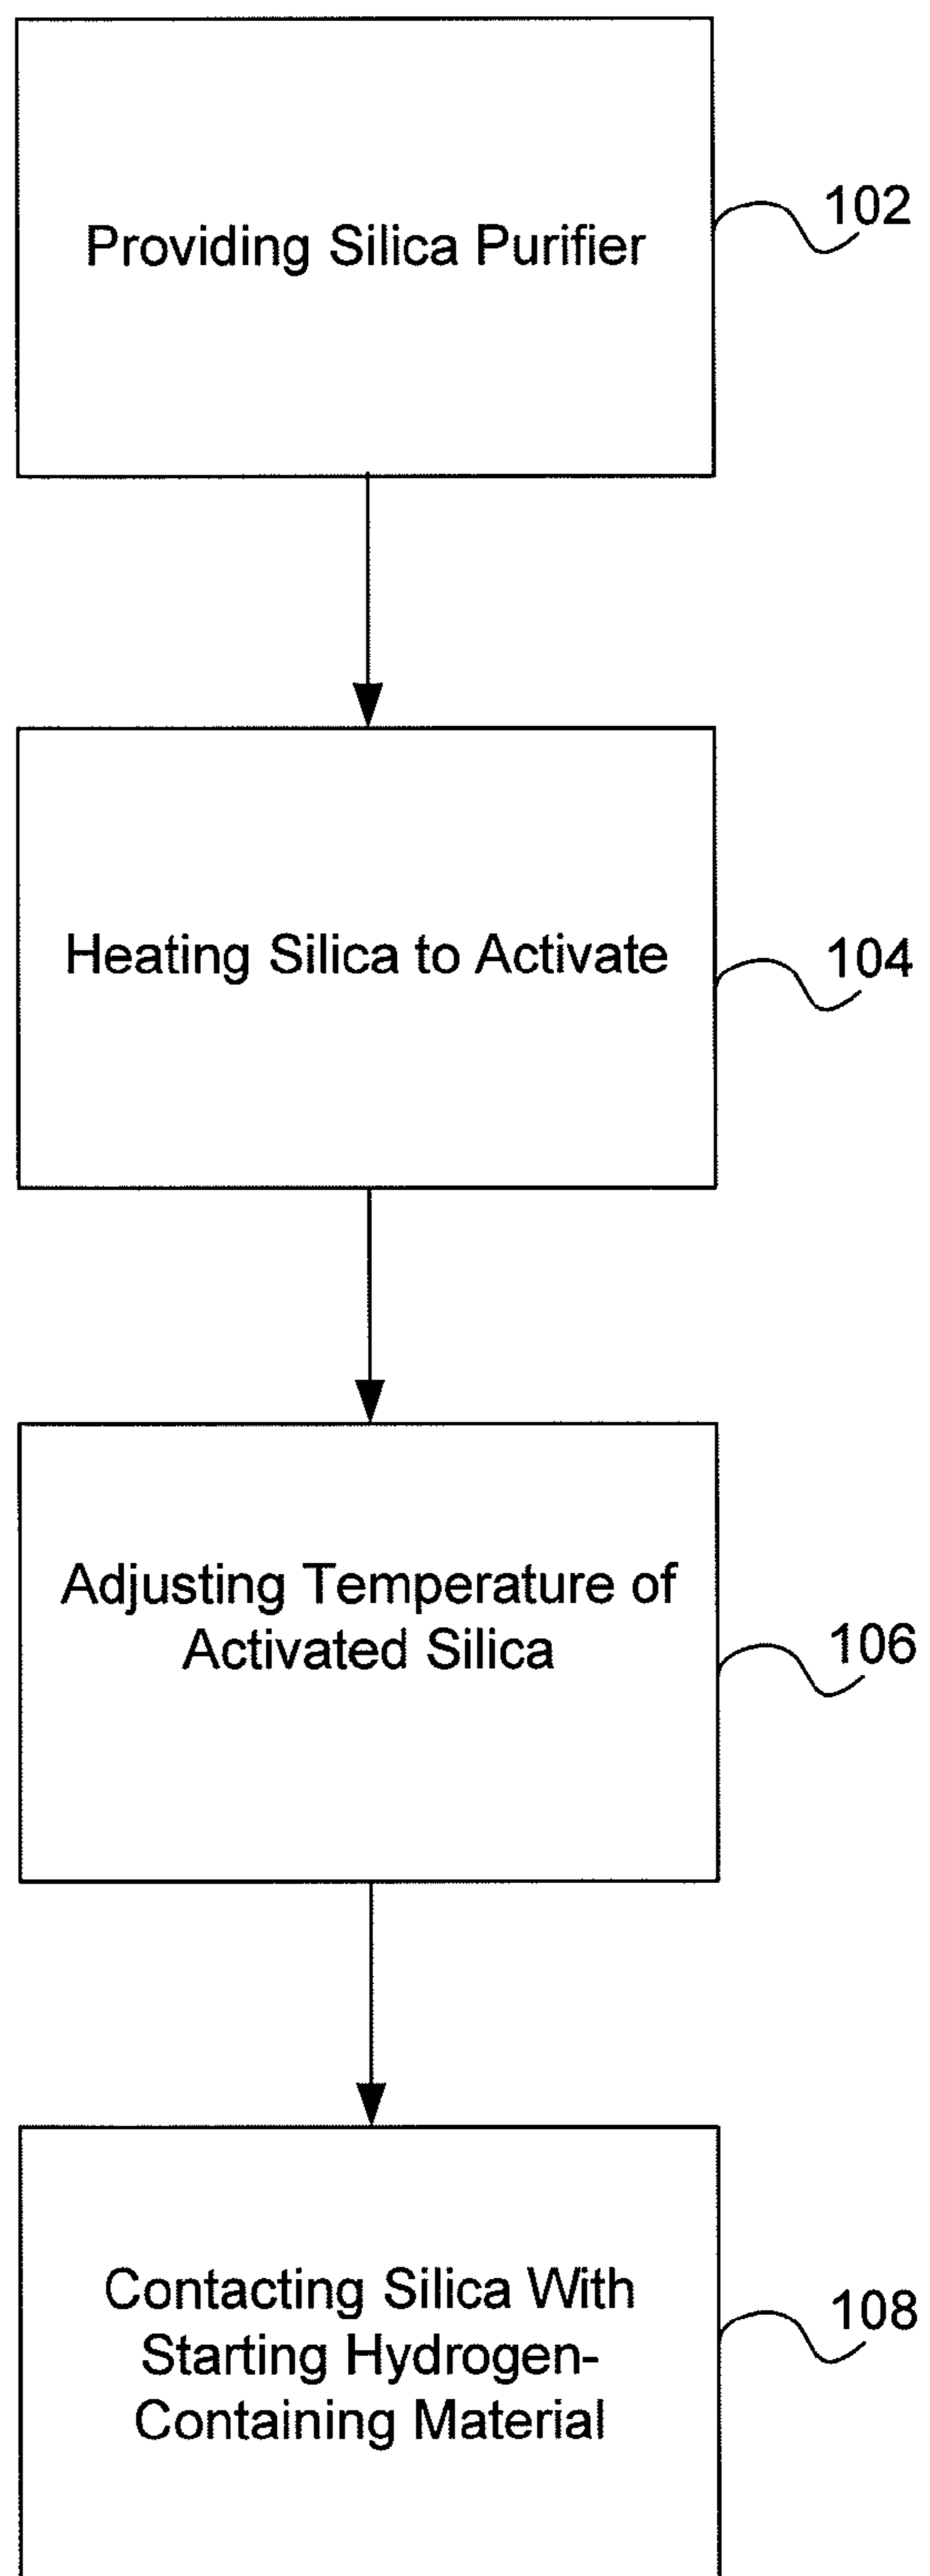 Providing Silica Purifier
102
Heating Silica to Activate
104
Adjusting Temperature of
Activated Silica
106
Contacting Silica With
Starting Hydrogen-
Containing Material
108